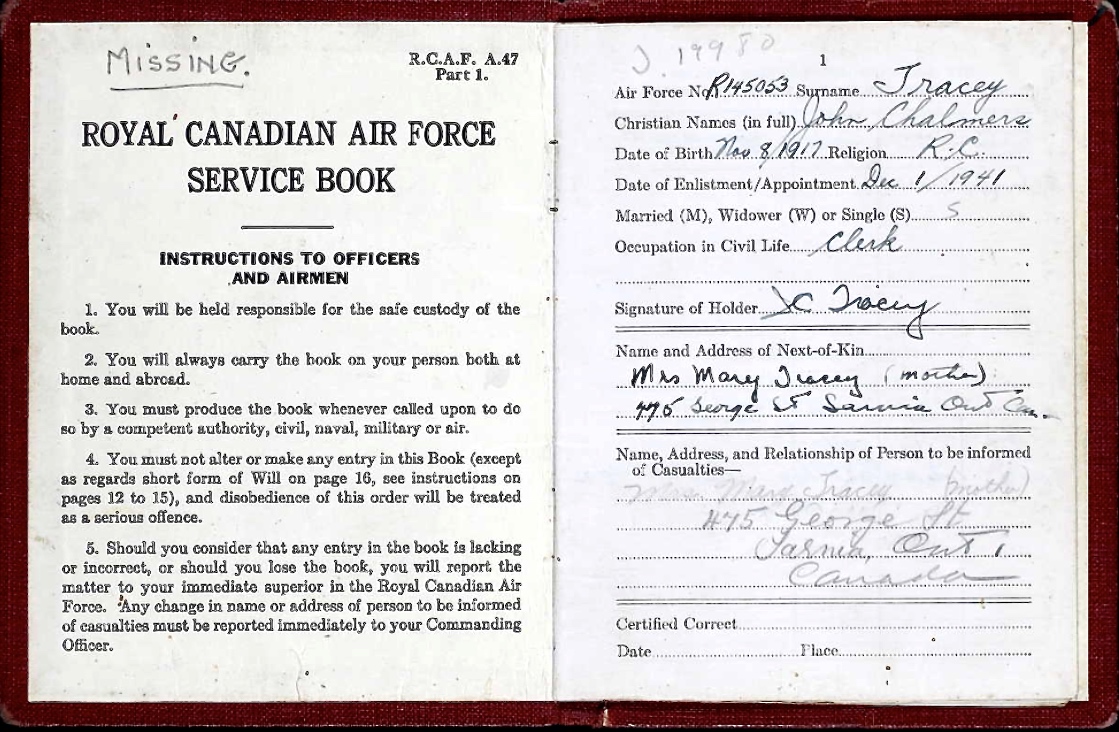 Missing.
R.C.A.F. A.47
Part 1.
ROYAL CANADIAN AIR FORCE
SERVICE BOOK
INSTRUCTIONS TO OFFICERS
AND AIRMEN
1. You will be held responsible for the safe custody of the
book.
2. You will always carry the book on your person both at
home and abroad.
3. You must produce the book whenever called upon to do
so by a competent authority, civil, naval, military or air.
4. You must not alter or make any entry in this Book (except
as regards short form of Will on page 16, see instructions on
pages 12 to 15), and disobedience of this order will be treated
as a serious offence.
5. Should you consider that any entry in the book is lacking
or incorrect, or should you lose the book, you will report the
matter to your immediate superior in the Royal Canadian Air
Force. Any change in name or address of person to be informed
of casualties must be reported immediately to your Commanding
Officer.
J. 19980
1
Air Force No. R145053 Surname Tracey
Christian Names (in full) John Chalmers
Date of Birth Nov 8/1917 Religion R.C.
Date of Enlistment/Appointment Dec 1/1941
Married (M), Widower (W) or Single (S) S
Occupation in Civil Life Clerk
Signature of Holder JC Tracey
Name and Address of Next-of-Kin
Mrs Mary Tracey (mother)
475 George St Sarnia Ont Can.
Name, Address, and Relationship of Person to be informed
of Casualties—
Mrs Mary Tracey (mother)
475 George St
Sarnia, Ont,
Canada
Certified Correct
Date Place